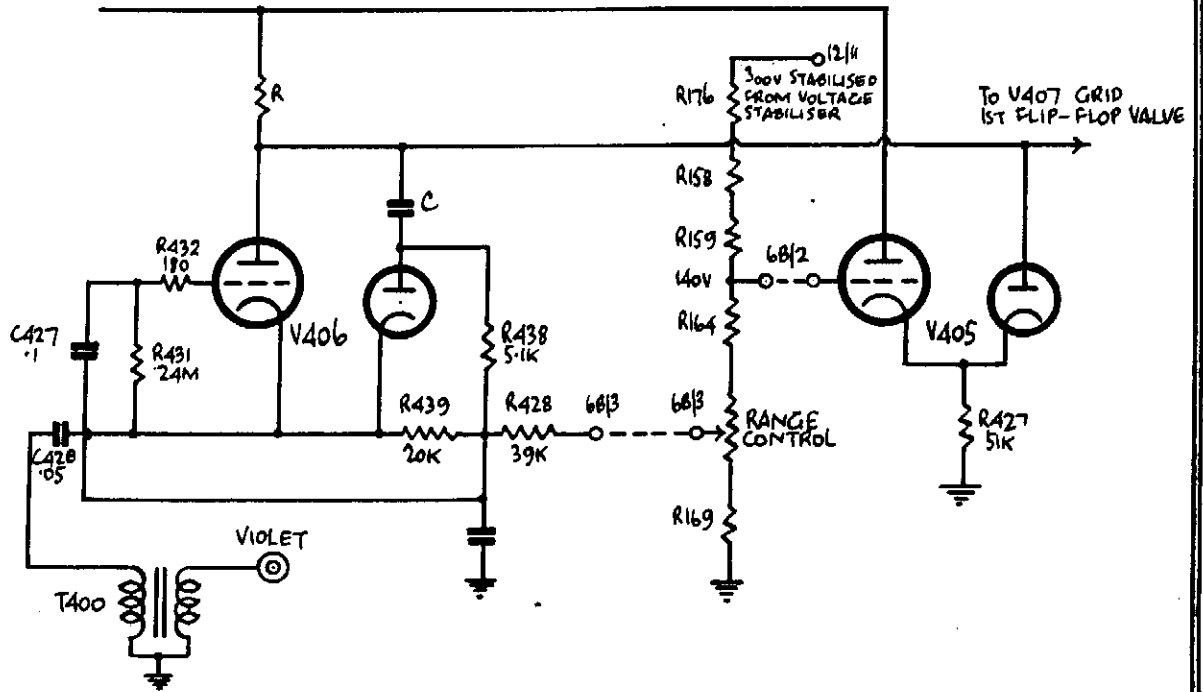 R
12/11
300V STABILISED
FROM VOLTAGE
STABILISER
R176
TO V407 GRID
1ST FLIP-FLOP VALVE
R158
C
R159
R432
180
6B/2
140V
V406
R164
V405
C427
.1
R431
.24M
R438
5.1K
R439
20K
R428
39K
6B/3
6B/3
RANGE
CONTROL
R427
51K
C428
.05
R169
VIOLET
T400